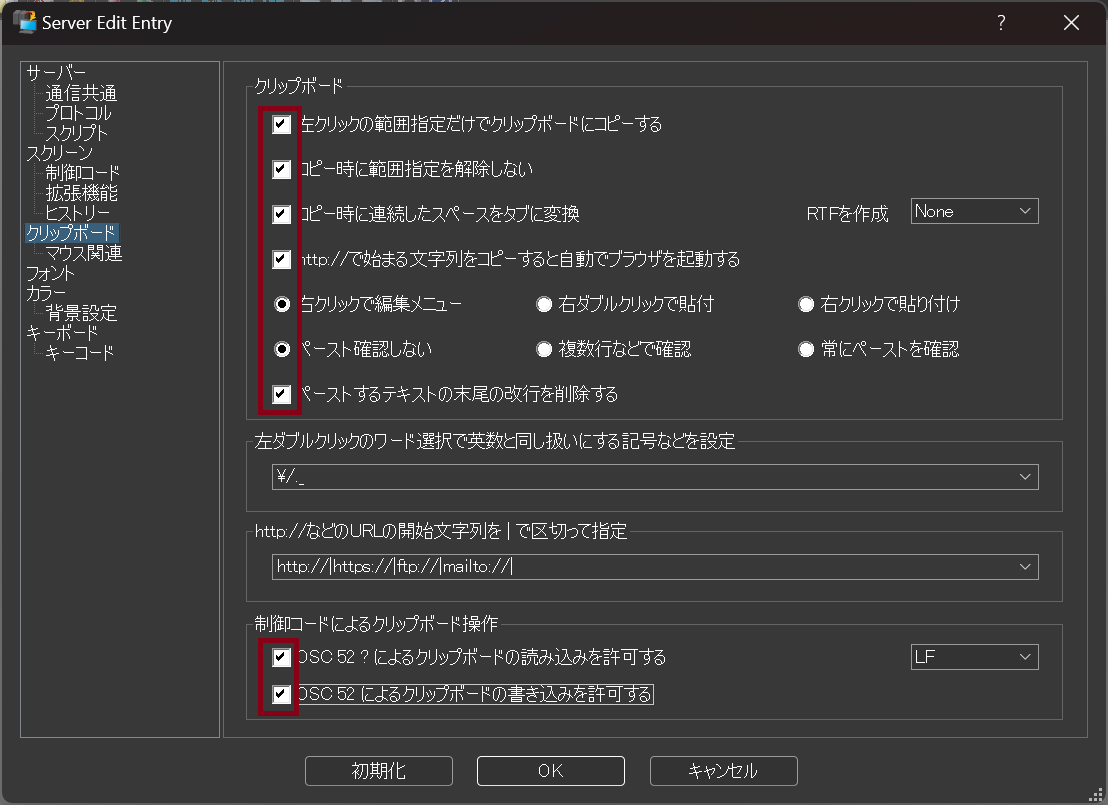 Server Edit Entry
?
サーバー
通信共通
プロトコル
スクリプト
スクリーン
制御コード
拡張機能
ヒストリー
クリップボード
マウス関連
フォント
カラー
背景設定
キーボード
キーコード
クリップボード
左クリックの範囲指定だけでクリップボードにコピーする
コピー時に範囲指定を解除しない
コピー時に連続したスペースをタブに変換
RTFを作成
None
http://で始まる文字列をコピーすると自動でブラウザを起動する
右クリックで編集メニュー
右ダブルクリックで貼付
右クリックで貼り付け
ペースト確認しない
複数行などで確認
常にペーストを確認
ペーストするテキストの末尾の改行を削除する
左ダブルクリックのワード選択で英数と同し扱いにする記号などを設定
¥/._
http://などのURLの開始文字列を | で区切って指定
http://|https://|ftp://|mailto://|
制御コードによるクリップボード操作
OSC 52 ? によるクリップボードの読み込みを許可する
LF
OSC 52 によるクリップボードの書き込みを許可する
初期化
OK
キャンセル